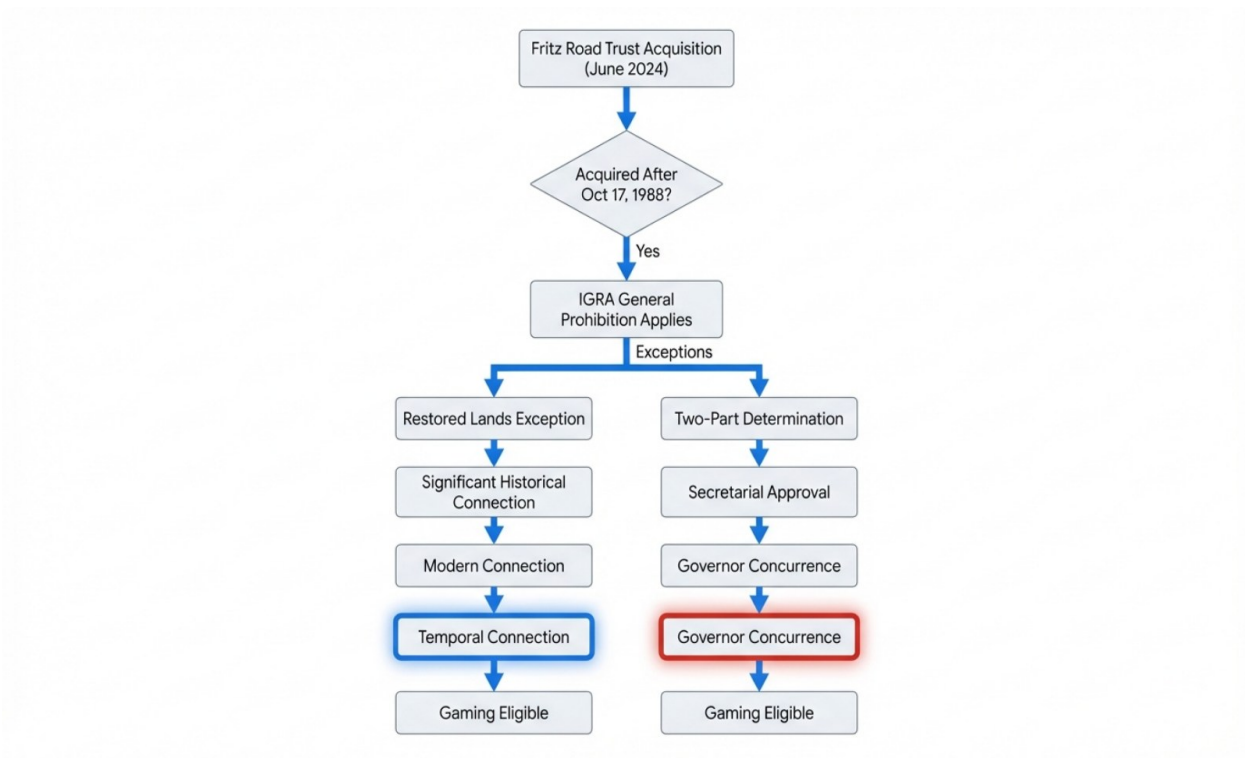 Fritz Road Trust Acquisition
(June 2024)
Acquired After
Oct 17, 1988?
Yes
IGRA General
Prohibition Applies
Exceptions
Restored Lands Exception
Two-Part Determination
Significant Historical
Connection
Secretarial Approval
Modern Connection
Governor Concurrence
Temporal Connection
Governor Concurrence
Gaming Eligible
Gaming Eligible